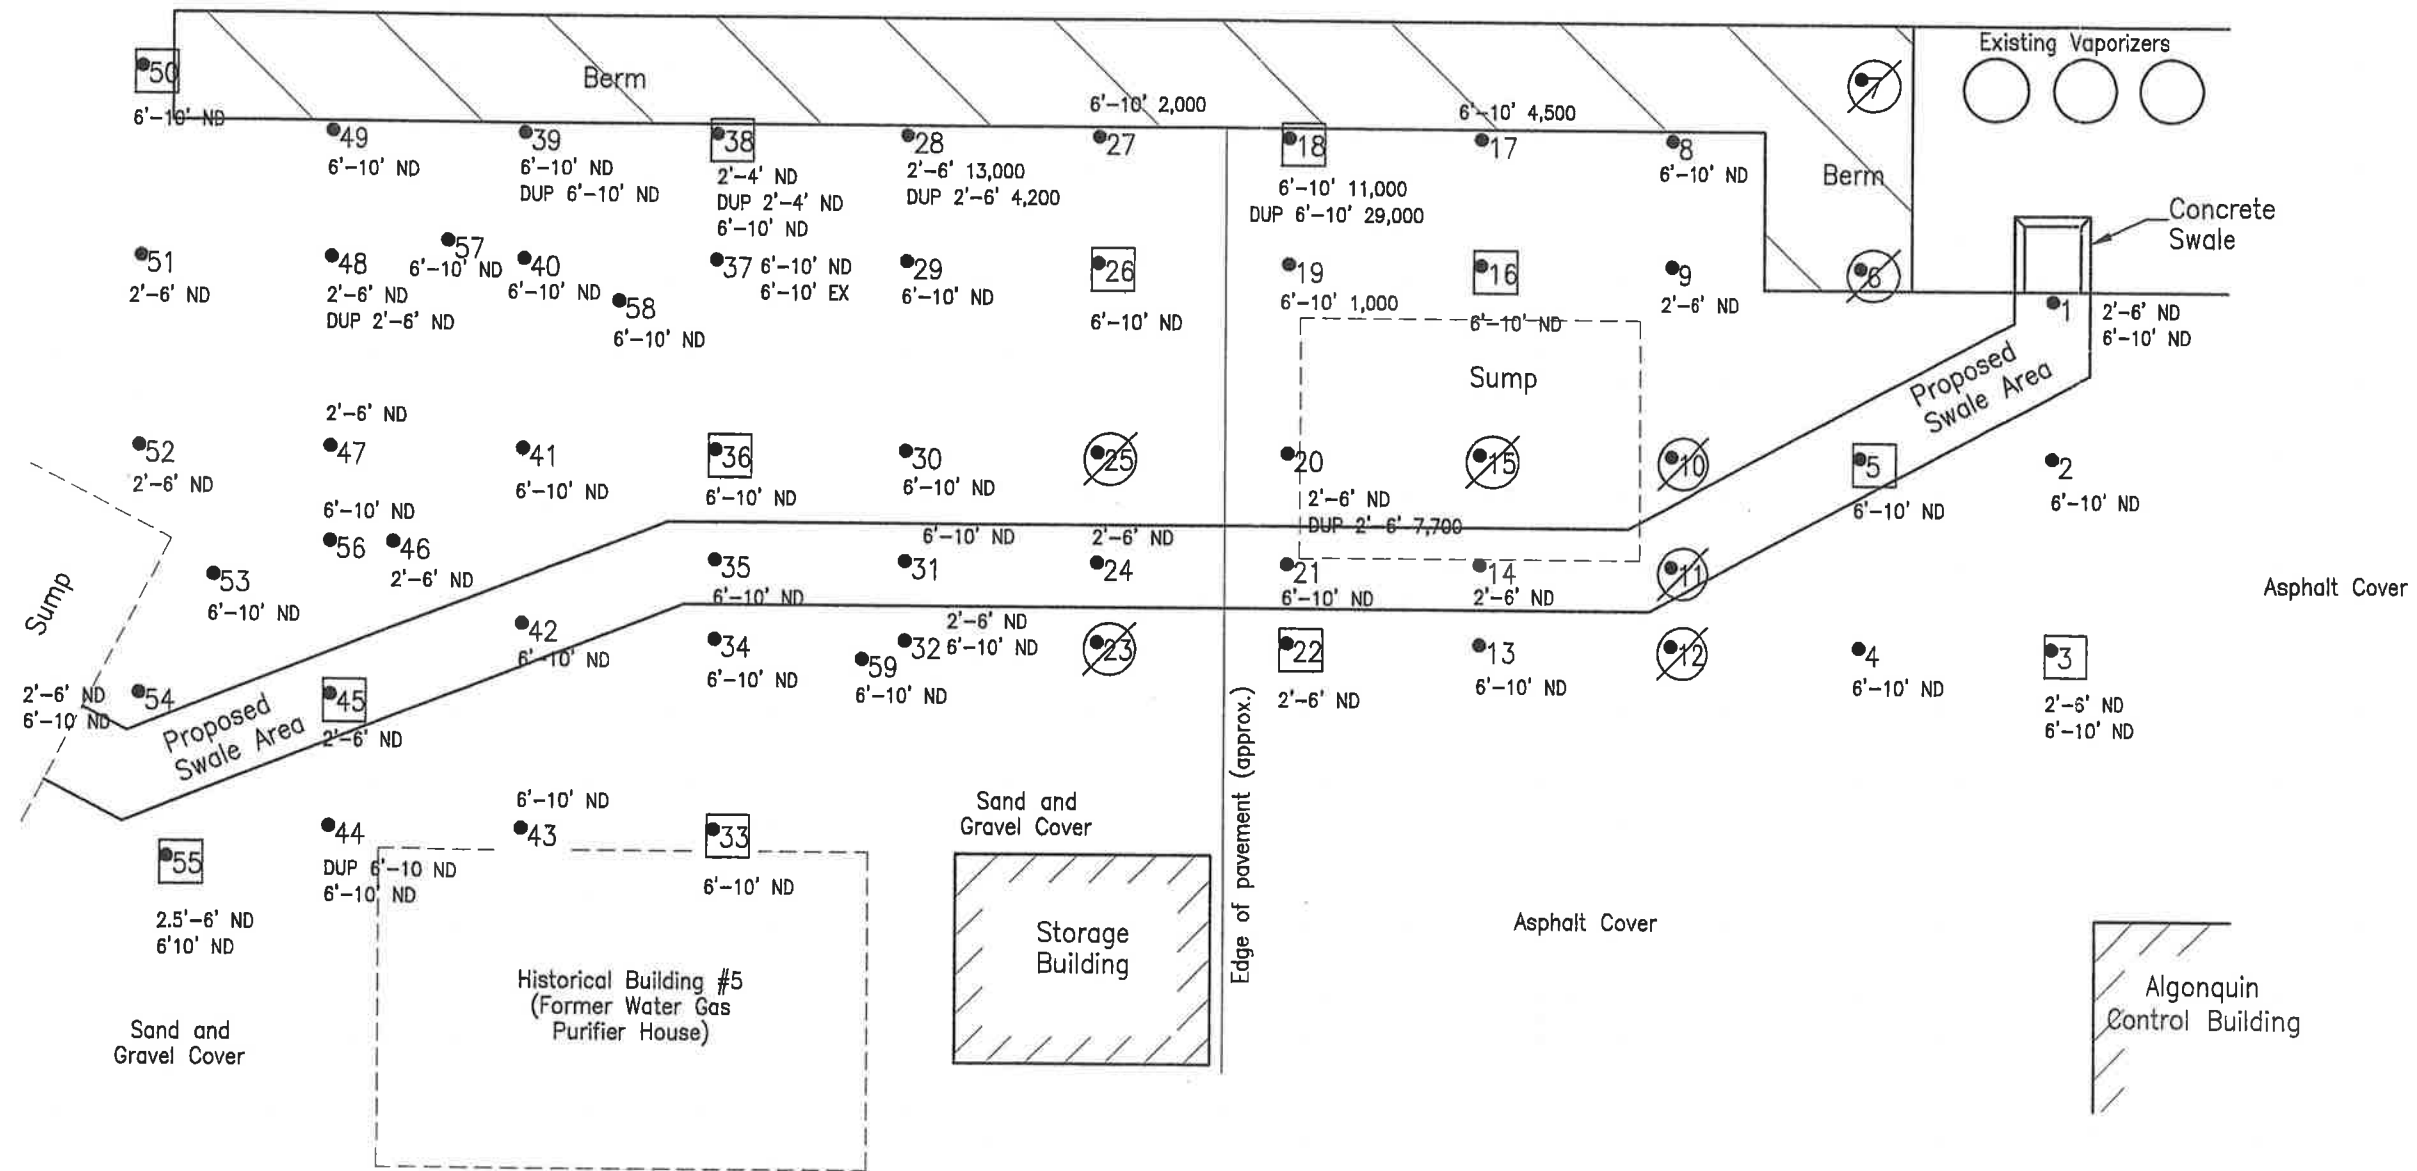 Existing Vaporizers
50
6'-10' ND
Berm
6'-10' 2,000
6'-10' 4,500
7
49
6'-10' ND
39
6'-10' ND
DUP 6'-10' ND
38
2'-4' ND
DUP 2'-4' ND
6'-10' ND
28
2'-6' 13,000
DUP 2'-6' 4,200
27
18
6'-10' 11,000
DUP 6'-10' 29,000
17
8
6'-10' ND
Berm
Concrete
Swale
51
2'-6' ND
48
2'-6' ND
DUP 2'-6' ND
57
6'-10' ND
40
6'-10' ND
58
6'-10' ND
37 6'-10' ND
6'-10' EX
29
6'-10' ND
26
6'-10' ND
19
6'-10' 1,000
16
6'-10' ND
9
2'-6' ND
6
1
2'-6' ND
6'-10' ND
Sump
Proposed
Swale Area
52
2'-6' ND
2'-6' ND
47
6'-10' ND
41
6'-10' ND
36
6'-10' ND
30
6'-10' ND
25
20
2'-6' ND
DUP 2'-6' 7,700
15
10
5
6'-10' ND
2
6'-10' ND
56
46
2'-6' ND
53
6'-10' ND
Sump
35
6'-10' ND
6'-10' ND
31
2'-6' ND
24
21
6'-10' ND
14
2'-6' ND
11
Asphalt Cover
42
6'-10' ND
34
6'-10' ND
59
6'-10' ND
2'-6' ND
32 6'-10' ND
23
22
2'-6' ND
13
6'-10' ND
12
4
6'-10' ND
3
2'-6' ND
6'-10' ND
2'-6' ND
6'-10' ND
54
Proposed
Swale Area
45
2'-6' ND
Edge of pavement (approx.)
55
2.5'-6' ND
6'10' ND
44
DUP 6'-10 ND
6'-10' ND
6'-10' ND
43
33
6'-10' ND
Sand and
Gravel Cover
Storage
Building
Asphalt Cover
Historical Building #5
(Former Water Gas
Purifier House)
Sand and
Gravel Cover
Algonquin
Control Building